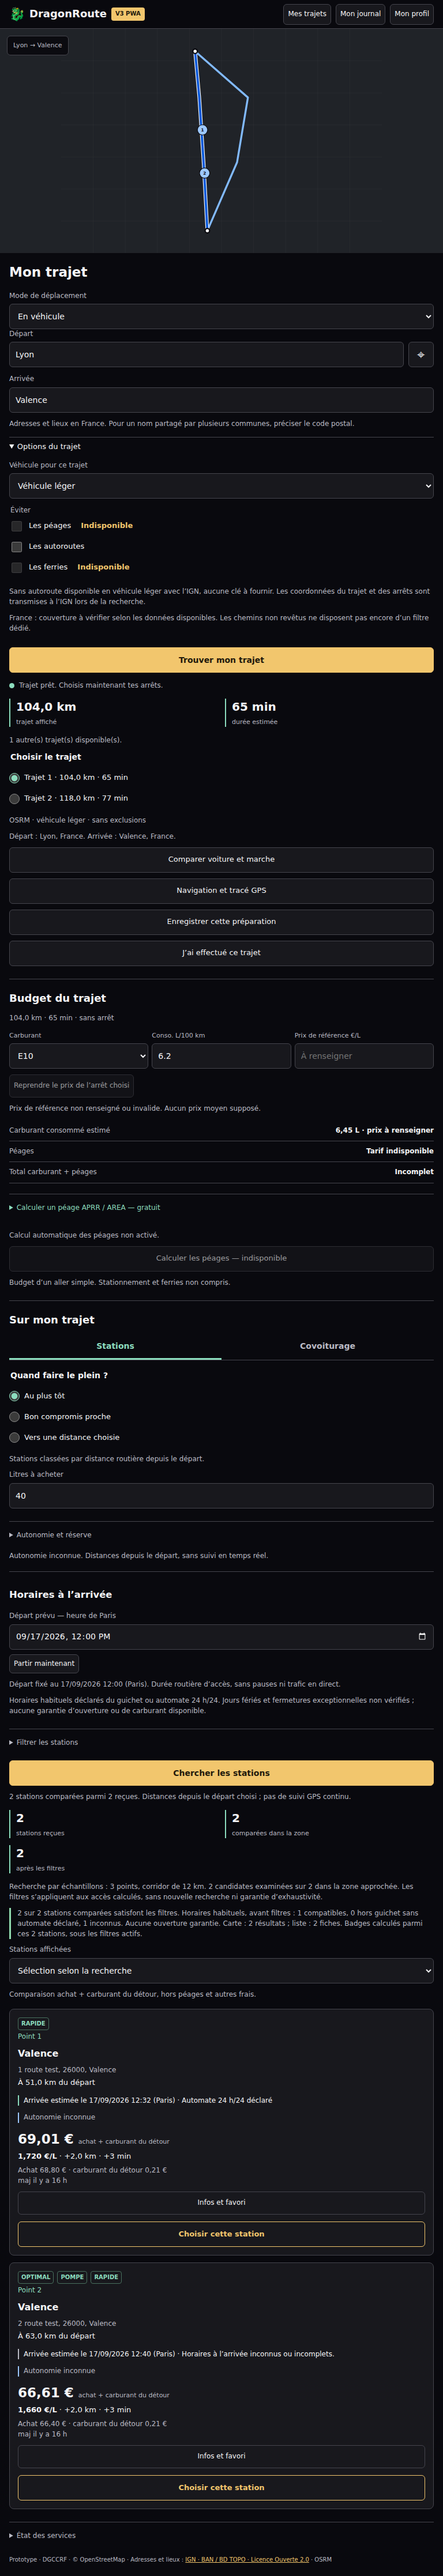 DragonRoute V3 PWA
Mes trajets
Mon journal
Mon profil
Lyon → Valence
1
2
Mon trajet
Mode de déplacement
En véhicule
Départ
Lyon
Arrivée
Valence
Adresses et lieux en France. Pour un nom partagé par plusieurs communes, préciser le code postal.
Options du trajet
Véhicule pour ce trajet
Véhicule léger
Éviter
Les péages Indisponible
Les autoroutes
Les ferries Indisponible
Sans autoroute disponible en véhicule léger avec l’IGN, aucune clé à fournir. Les coordonnées du trajet et des arrêts sont
transmises à l’IGN lors de la recherche.
France : couverture à vérifier selon les données disponibles. Les chemins non revêtus ne disposent pas encore d’un filtre
dédié.
Trouver mon trajet
Trajet prêt. Choisis maintenant tes arrêts.
104,0 km
trajet affiché
65 min
durée estimée
1 autre(s) trajet(s) disponible(s).
Choisir le trajet
Trajet 1 · 104,0 km · 65 min
Trajet 2 · 118,0 km · 77 min
OSRM · véhicule léger · sans exclusions
Départ : Lyon, France. Arrivée : Valence, France.
Comparer voiture et marche
Navigation et tracé GPS
Enregistrer cette préparation
J’ai effectué ce trajet
Budget du trajet
104,0 km · 65 min · sans arrêt
Carburant
E10
Conso. L/100 km
6.2
Prix de référence €/L
À renseigner
Reprendre le prix de l’arrêt choisi
Prix de référence non renseigné ou invalide. Aucun prix moyen supposé.
Carburant consommé estimé 6,45 L · prix à renseigner
Péages Tarif indisponible
Total carburant + péages Incomplet
Calculer un péage APRR / AREA — gratuit
Calcul automatique des péages non activé.
Calculer les péages — indisponible
Budget d’un aller simple. Stationnement et ferries non compris.
Sur mon trajet
Stations
Covoiturage
Quand faire le plein ?
Au plus tôt
Bon compromis proche
Vers une distance choisie
Stations classées par distance routière depuis le départ.
Litres à acheter
40
Autonomie et réserve
Autonomie inconnue. Distances depuis le départ, sans suivi en temps réel.
Horaires à l’arrivée
Départ prévu — heure de Paris
09/17/2026, 12:00 PM
Partir maintenant
Départ fixé au 17/09/2026 12:00 (Paris). Durée routière d’accès, sans pauses ni trafic en direct.
Horaires habituels déclarés du guichet ou automate 24 h/24. Jours fériés et fermetures exceptionnelles non vérifiés ;
aucune garantie d’ouverture ou de carburant disponible.
Filtrer les stations
Chercher les stations
2 stations comparées parmi 2 reçues. Distances depuis le départ choisi ; pas de suivi GPS continu.
2
stations reçues
2
comparées dans la zone
2
après les filtres
Recherche par échantillons : 3 points, corridor de 12 km. 2 candidates examinées sur 2 dans la zone approchée. Les
filtres s’appliquent aux accès calculés, sans nouvelle recherche ni garantie d’exhaustivité.
2 sur 2 stations comparées satisfont les filtres. Horaires habituels, avant filtres : 1 compatibles, 0 hors guichet sans
automate déclaré, 1 inconnus. Aucune ouverture garantie. Carte : 2 résultats ; liste : 2 fiches. Badges calculés parmi
ces 2 stations, sous les filtres actifs.
Stations affichées
Sélection selon la recherche
Comparaison achat + carburant du détour, hors péages et autres frais.
RAPIDE
Point 1
Valence
1 route test, 26000, Valence
À 51,0 km du départ
Arrivée estimée le 17/09/2026 12:32 (Paris) · Automate 24 h/24 déclaré
Autonomie inconnue
69,01 € achat + carburant du détour
1,720 €/L · +2,0 km · +3 min
Achat 68,80 € · carburant du détour 0,21 €
maj il y a 16 h
Infos et favori
Choisir cette station
OPTIMAL POMPE RAPIDE
Point 2
Valence
2 route test, 26000, Valence
À 63,0 km du départ
Arrivée estimée le 17/09/2026 12:40 (Paris) · Horaires à l’arrivée inconnus ou incomplets.
Autonomie inconnue
66,61 € achat + carburant du détour
1,660 €/L · +2,0 km · +3 min
Achat 66,40 € · carburant du détour 0,21 €
maj il y a 16 h
Infos et favori
Choisir cette station
État des services
Prototype · DGCCRF · © OpenStreetMap · Adresses et lieux · IGN · BAN / BD TOPO · Licence Ouverte 2.0 · OSRM